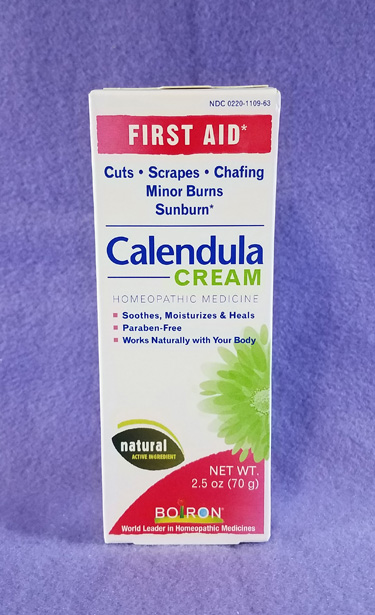 NDC 0220-1109-63
FIRST AID*
Cuts • Scrapes • Chafing
Minor Burns
Sunburn*
Calendula
CREAM
HOMEOPATHIC MEDICINE
Soothes, Moisturizes & Heals
Paraben-Free
Works Naturally with Your Body
natural
ACTIVE INGREDIENT
NET WT.
2.5 oz (70 g)
BOIRON®
World Leader in Homeopathic Medicines